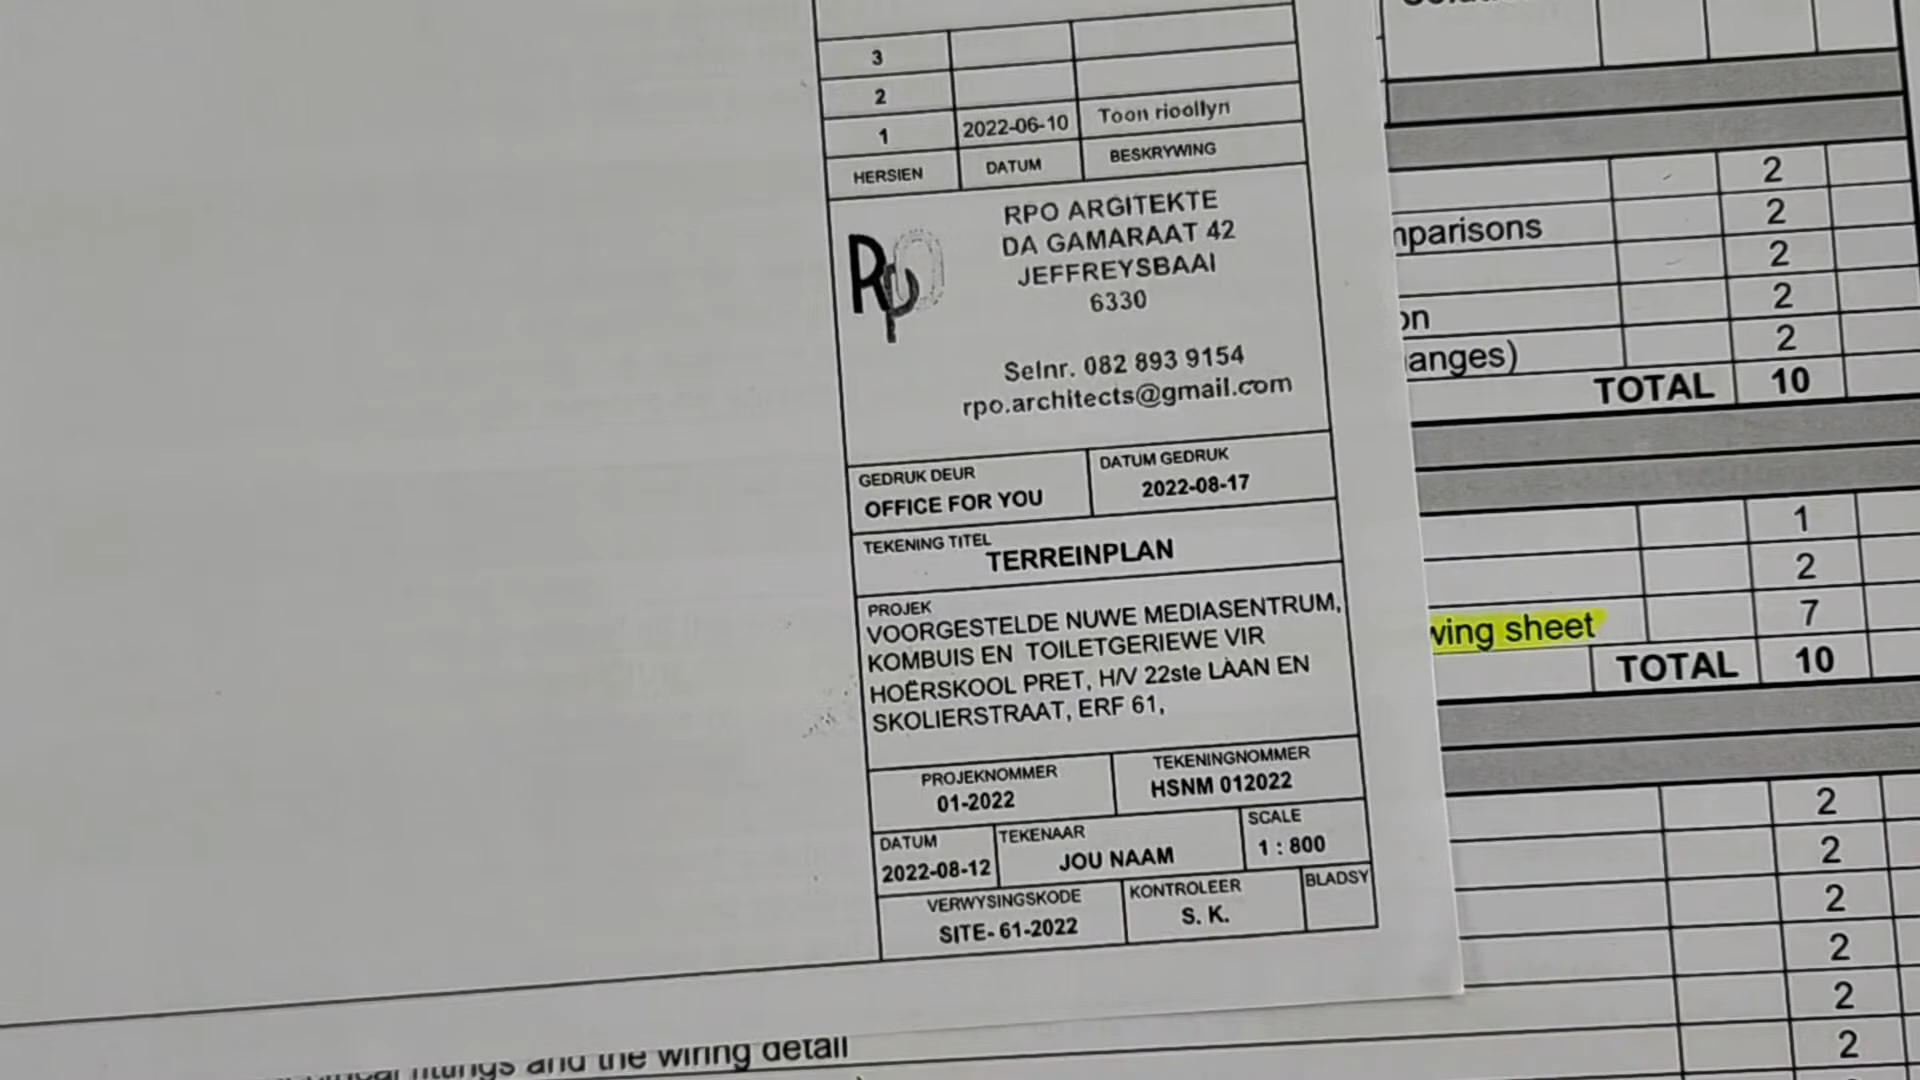 3
2
1 2022-06-10 Toon rioollyn
HERSIEN DATUM BESKRYWING
RPO
RPO ARGITEKTE
DA GAMARAAT 42
JEFFREYSBAAI
6330
Selnr. 082 893 9154
rpo.architects@gmail.com
GEDRUK DEUR
OFFICE FOR YOU
DATUM GEDRUK
2022-08-17
TEKENING TITEL
TERREINPLAN
PROJEK
VOORGESTELDE NUWE MEDIASENTRUM,
KOMBUIS EN TOILETGERIEWE VIR
HOËRSKOOL PRET, H/V 22ste LAAN EN
SKOLIERSTRAAT, ERF 61,
PROJEKNOMMER
01-2022
TEKENINGNOMMER
HSNM 012022
DATUM
2022-08-12
TEKENAAR
JOU NAAM
SCALE
1 : 800
VERWYSINGSKODE
SITE- 61-2022
KONTROLEER
S. K.
BLADSY
2
mparisons 2
2
on 2
anges) 2
TOTAL 10
1
2
wing sheet 7
TOTAL 10
2
2
2
2
2
2
fittings and the wiring detail